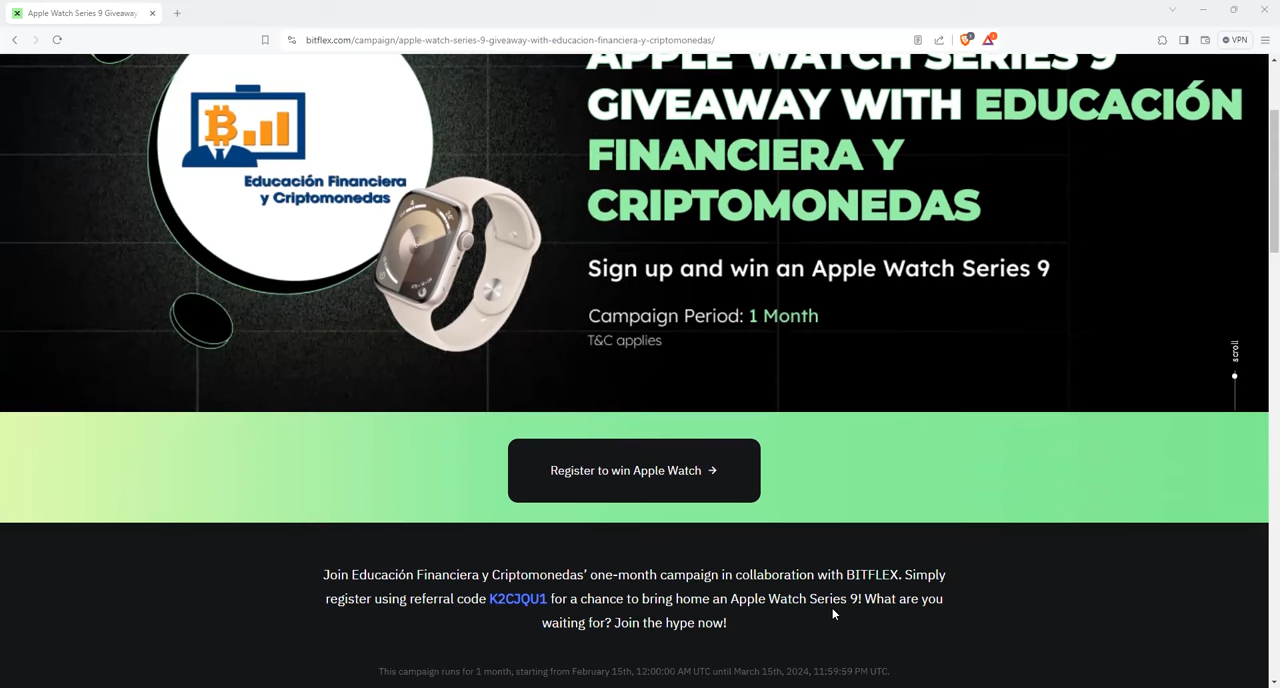 Apple Watch Series 9 Giveaway
bitflex.com/campaign/apple-watch-series-9-giveaway-with-educacion-financiera-y-criptomonedas/
VPN
APPLE WATCH SERIES 9
GIVEAWAY WITH EDUCACIÓN
FINANCIERA Y
CRIPTOMONEDAS
Educación Financiera
y Criptomonedas
Sign up and win an Apple Watch Series 9
Campaign Period: 1 Month
T&C applies
scroll
Register to win Apple Watch →
Join Educación Financiera y Criptomonedas’ one-month campaign in collaboration with BITFLEX. Simply
register using referral code K2CJQU1 for a chance to bring home an Apple Watch Series 9! What are you
waiting for? Join the hype now!
This campaign runs for 1 month, starting from February 15th, 12:00:00 AM UTC until March 15th, 2024, 11:59:59 PM UTC.